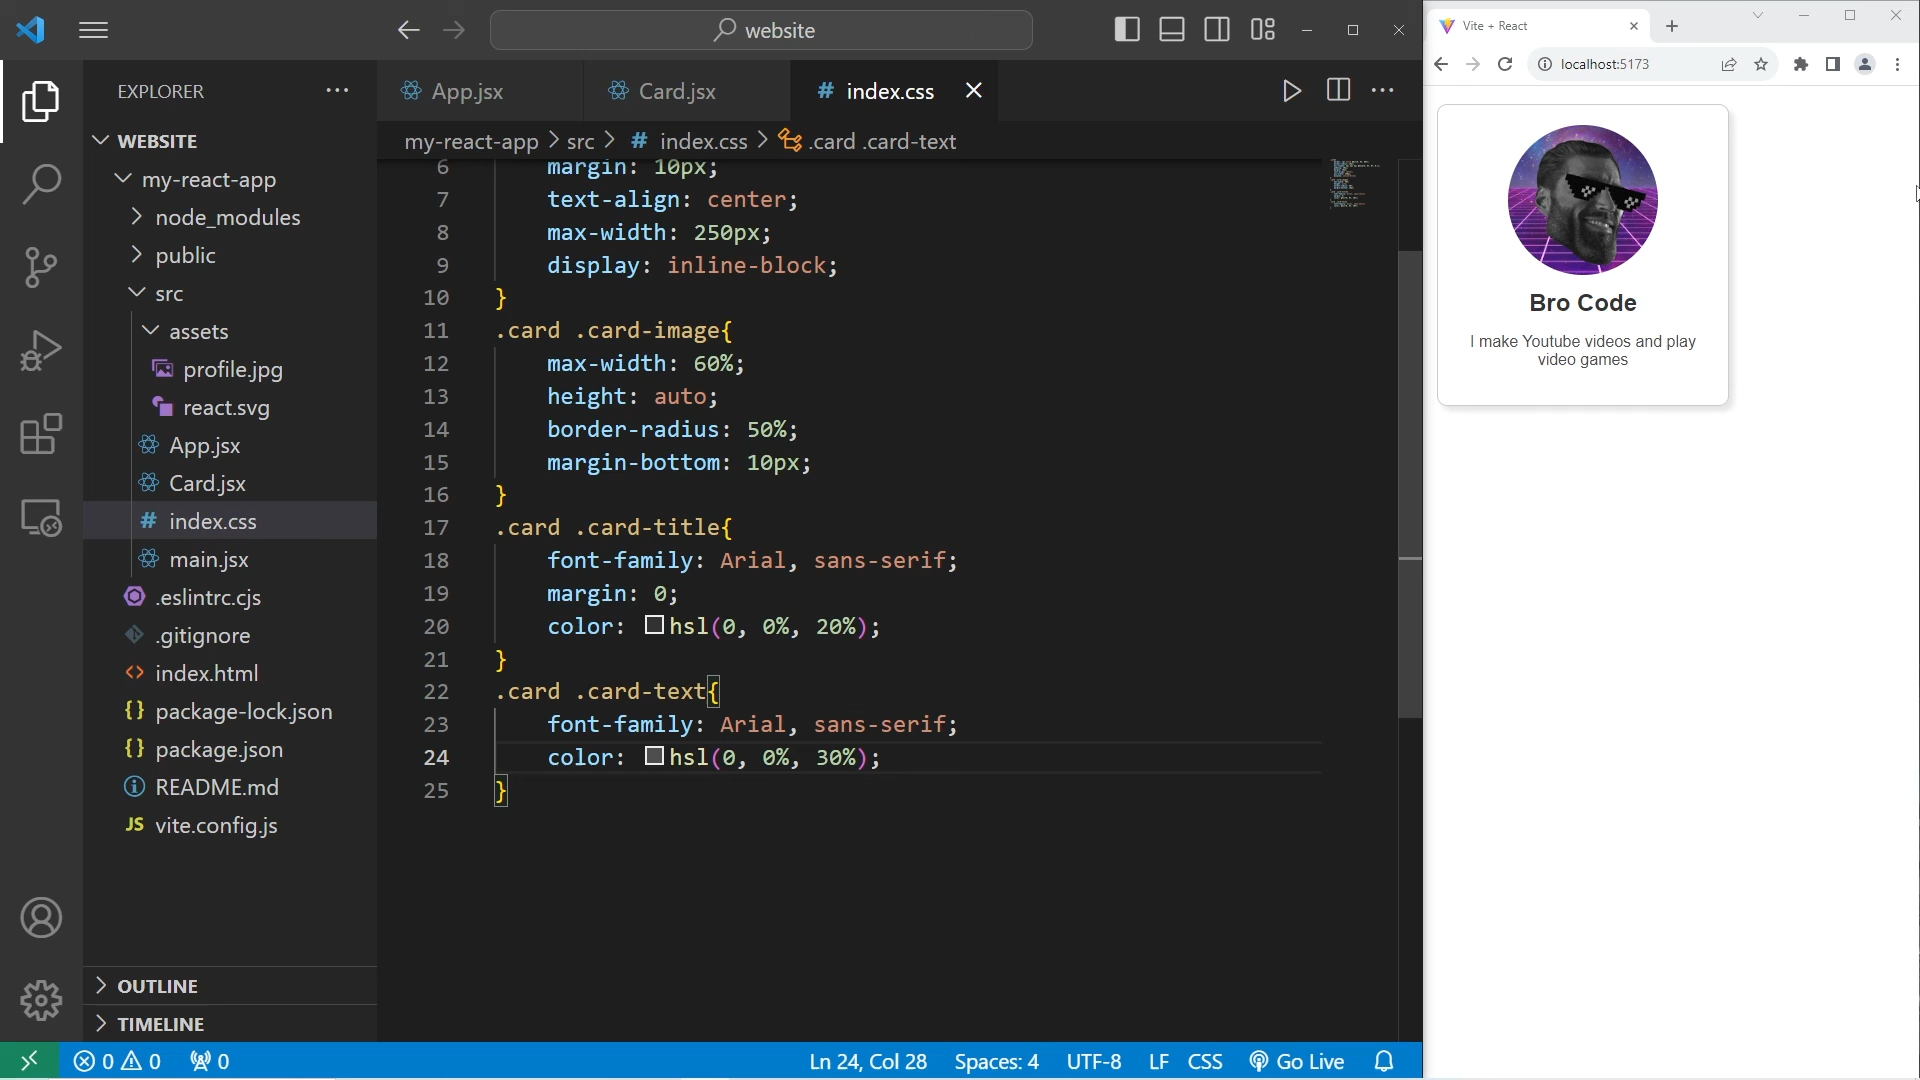 website
EXPLORER
WEBSITE
my-react-app
node_modules
public
src
assets
profile.jpg
react.svg
App.jsx
Card.jsx
index.css
main.jsx
.eslintrc.cjs
.gitignore
index.html
package-lock.json
package.json
README.md
JS vite.config.js
OUTLINE
TIMELINE
App.jsx
Card.jsx
# index.css
my-react-app > src > # index.css > .card .card-text
6 margin: 10px;
7 text-align: center;
8 max-width: 250px;
9 display: inline-block;
10 }
11 .card .card-image{
12 max-width: 60%;
13 height: auto;
14 border-radius: 50%;
15 margin-bottom: 10px;
16 }
17 .card .card-title{
18 font-family: Arial, sans-serif;
19 margin: 0;
20 color: hsl(0, 0%, 20%);
21 }
22 .card .card-text{
23 font-family: Arial, sans-serif;
24 color: hsl(0, 0%, 30%);
25 }
0 0 0 Ln 24, Col 28 Spaces: 4 UTF-8 LF CSS Go Live
Vite + React
localhost:5173
Bro Code
I make Youtube videos and play
video games